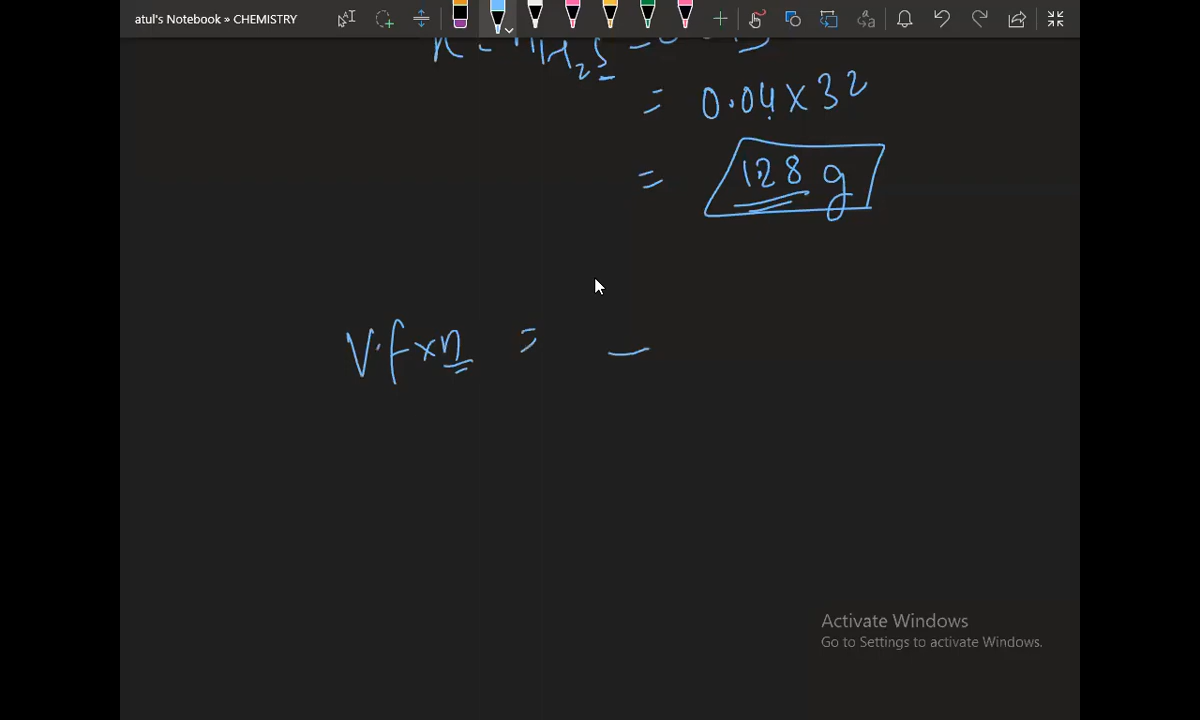 atul's Notebook » CHEMISTRY
= 0.04 × 32
= 1.28 g
V.f × n = —
Activate Windows
Go to Settings to activate Windows.